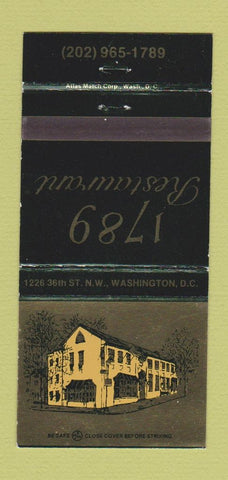 (202) 965-1789
Atlas Match Corp., Wash., D.C.
1789
Restaurant
1226 36th ST. N.W., WASHINGTON, D.C.
BE SAFE CLOSE COVER BEFORE STRIKING